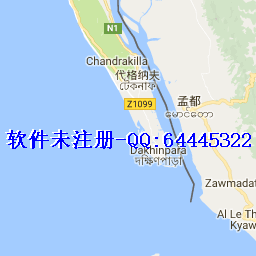 N1
Chandrakilla
代格纳夫
টেকনাফ
Z1099
孟都
မောင်တော
软件未注册-QQ:64445322
Dakhinpara
দক্ষিণপাড়া
Zawmadat
Al Le Th
Kyaw